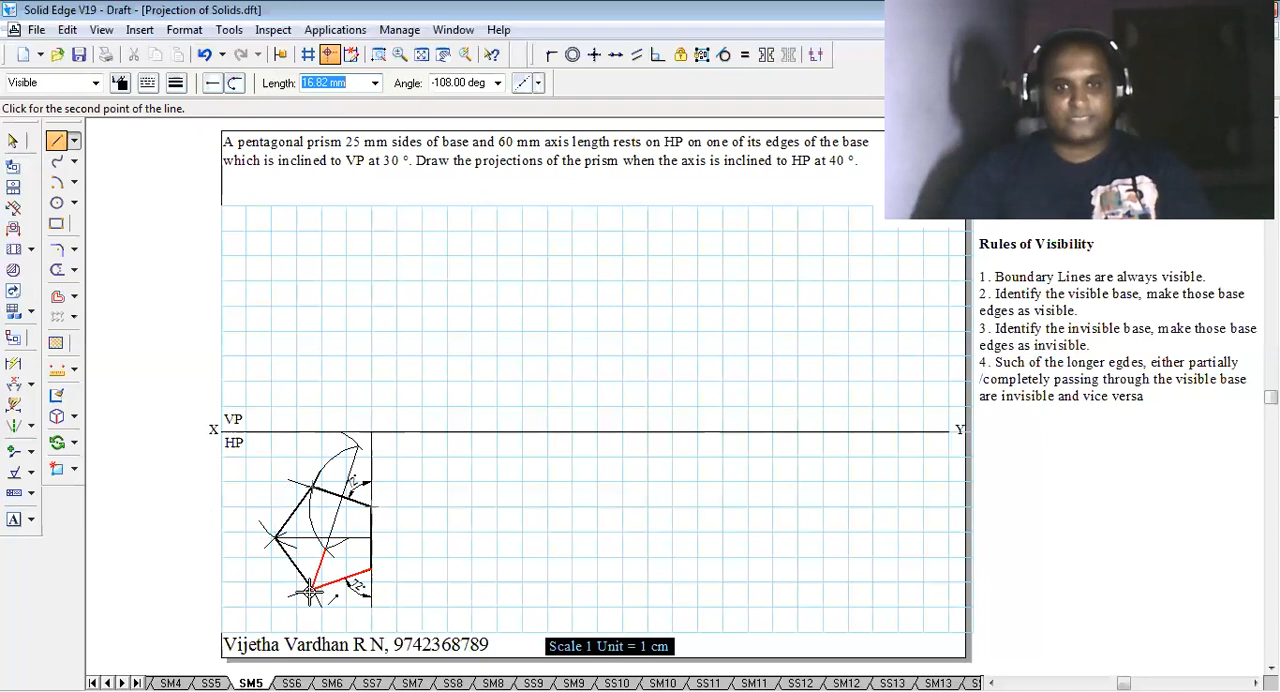 Solid Edge V19 - Draft - [Projection of Solids.dft]
File Edit View Insert Format Tools Inspect Applications Manage Window Help
Visible Length: 16.82 mm Angle: -108.00 deg
Click for the second point of the line.
A pentagonal prism 25 mm sides of base and 60 mm axis length rests on HP on one of its edges of the base
which is inclined to VP at 30 °. Draw the projections of the prism when the axis is inclined to HP at 40 °.
Rules of Visibility
1. Boundary Lines are always visible.
2. Identify the visible base, make those base
edges as visible.
3. Identify the invisible base, make those base
edges as invisible.
4. Such of the longer egdes, either partially
/completely passing through the visible base
are invisible and vice versa
VP
X Y
HP
72°
72°
Vijetha Vardhan R N, 9742368789 Scale 1 Unit = 1 cm
SM4 SS5 SM5 SS6 SM6 SS7 SM7 SS8 SM8 SS9 SM9 SS10 SM10 SS11 SM11 SS12 SM12 SS13 SM13